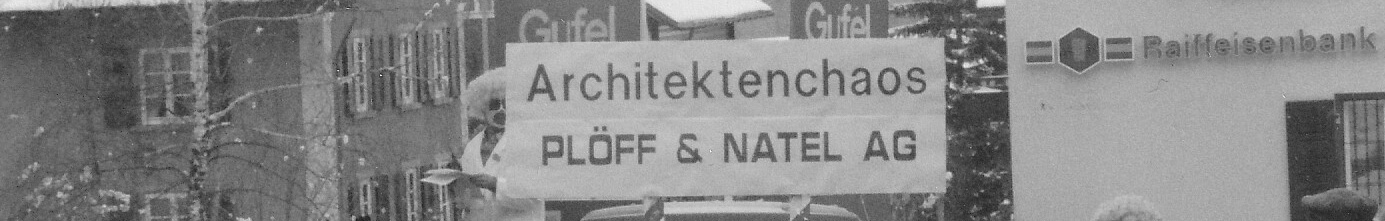 Gufel
Gufel
Architektenchaos
PLÖFF & NATEL AG
Raiffeisenbank